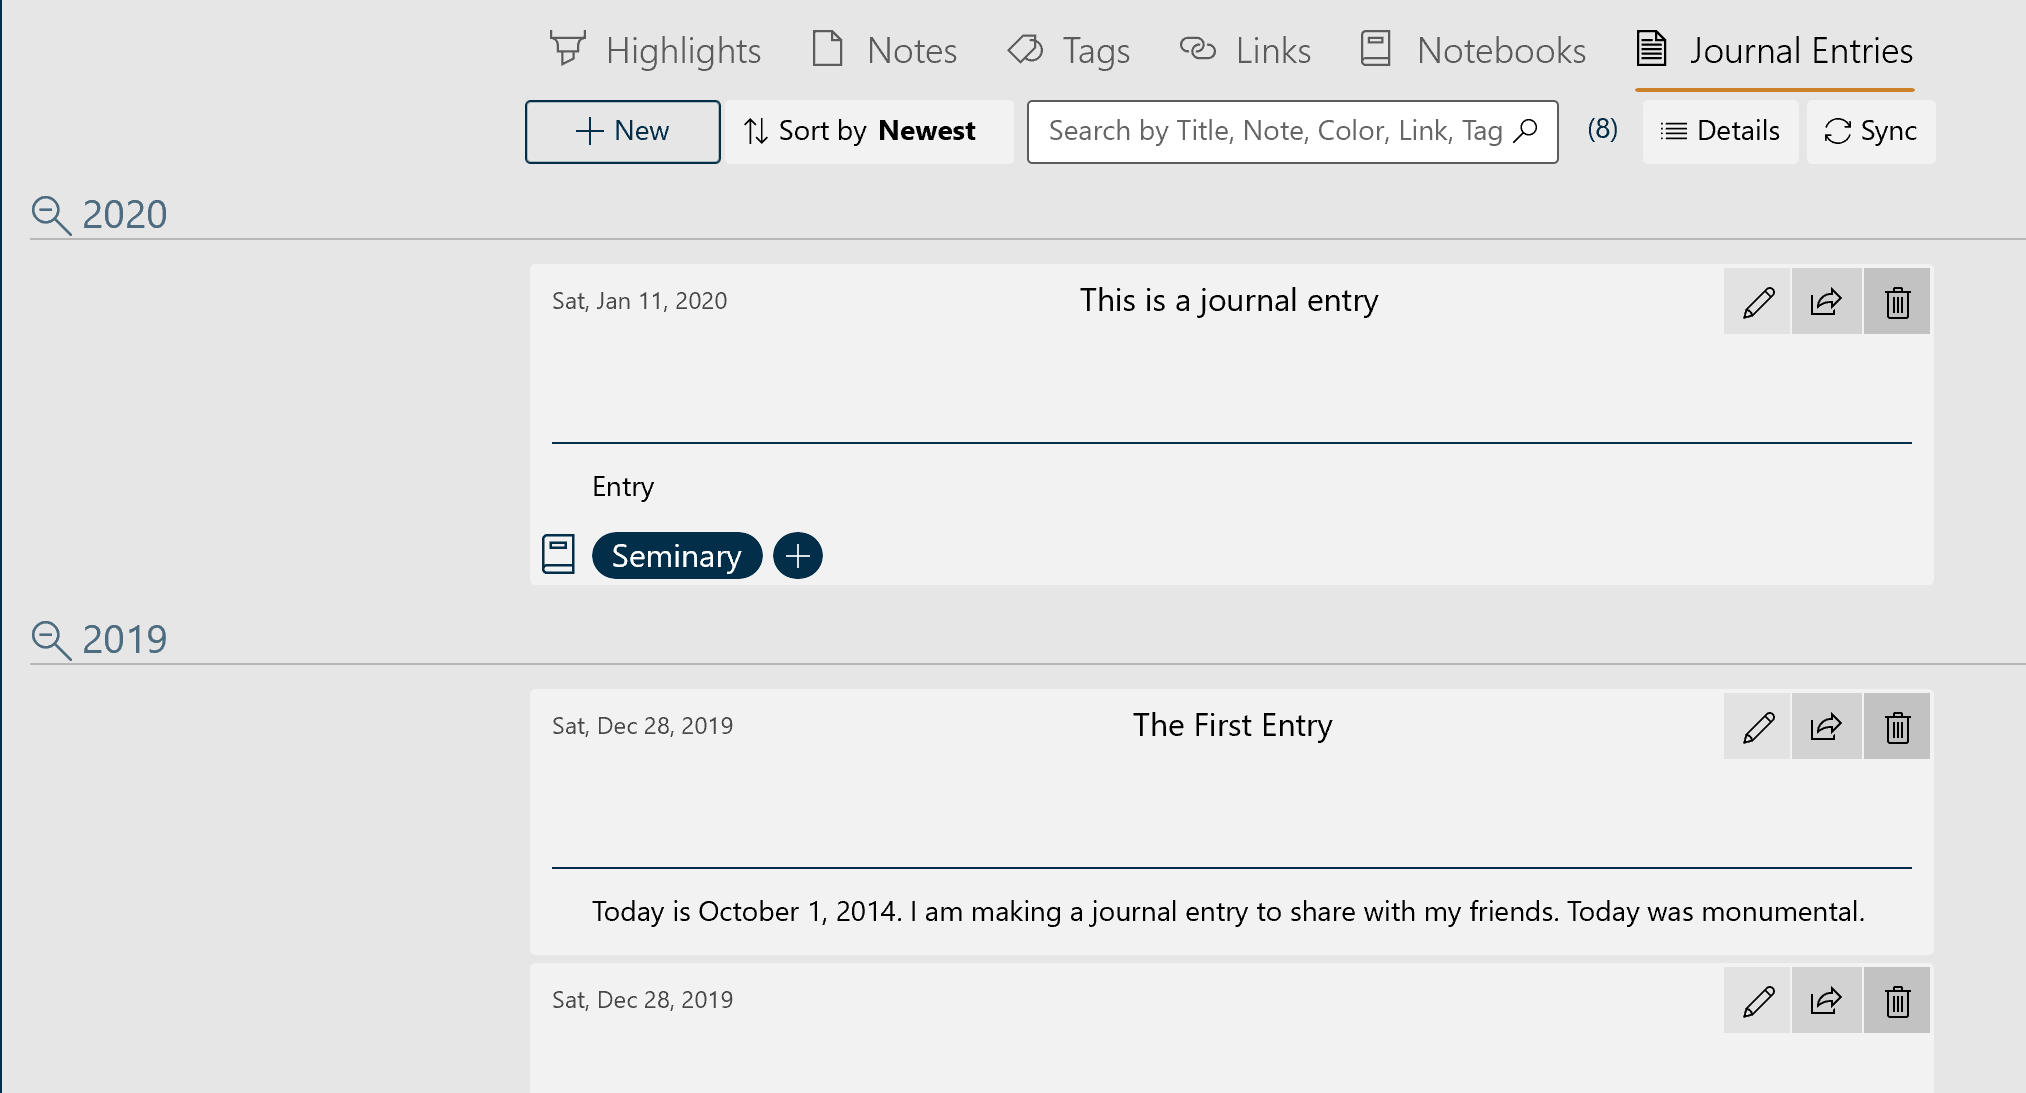 Highlights Notes Tags Links Notebooks Journal Entries
New Sort by Newest Search by Title, Note, Color, Link, Tag (8) Details Sync
2020
Sat, Jan 11, 2020 This is a journal entry
Entry
Seminary
2019
Sat, Dec 28, 2019 The First Entry
Today is October 1, 2014. I am making a journal entry to share with my friends. Today was monumental.
Sat, Dec 28, 2019